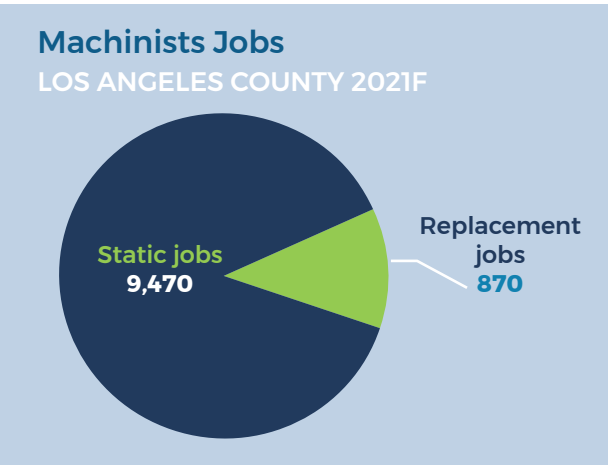 Machinists Jobs
LOS ANGELES COUNTY 2021F
Static jobs
9,470
Replacement
jobs
870